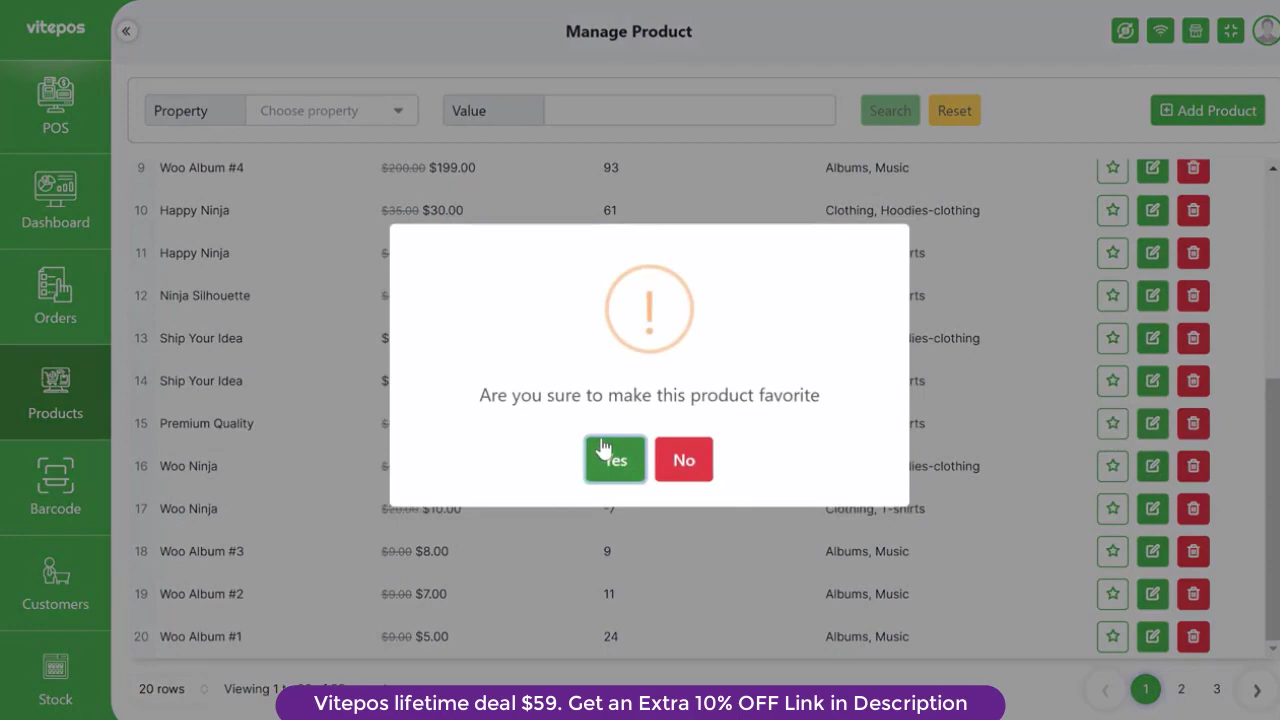 vitepos
Manage Product
POS
Dashboard
Orders
Products
Barcode
Customers
Stock
Property
Choose property
Value
Search
Reset
Add Product
9 Woo Album #4 $200.00 $199.00 93 Albums, Music
10 Happy Ninja $35.00 $30.00 61 Clothing, Hoodies-clothing
11 Happy Ninja
12 Ninja Silhouette
13 Ship Your Idea
14 Ship Your Idea
15 Premium Quality
16 Woo Ninja
17 Woo Ninja $20.00 $10.00 -7 Clothing, T-shirts
18 Woo Album #3 $9.00 $8.00 9 Albums, Music
19 Woo Album #2 $9.00 $7.00 11 Albums, Music
20 Woo Album #1 $9.00 $5.00 24 Albums, Music
Are you sure to make this product favorite
Yes
No
20 rows
Viewing 1
1 2 3
Vitepos lifetime deal $59. Get an Extra 10% OFF Link in Description